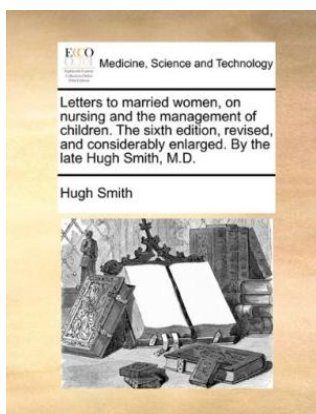 ECCO
Medicine, Science and Technology
Letters to married women, on
nursing and the management of
children. The sixth edition, revised,
and considerably enlarged. By the
late Hugh Smith, M.D.
Hugh Smith